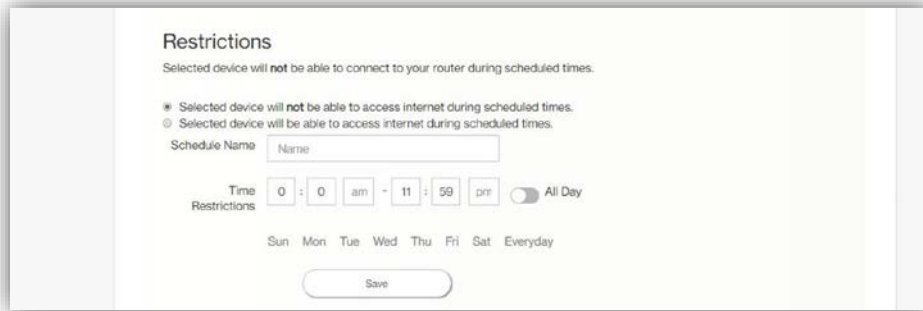 Restrictions
Selected device will not be able to connect to your router during scheduled times.
Selected device will not be able to access internet during scheduled times.
Selected device will be able to access internet during scheduled times.
Schedule Name Name
Time Restrictions 0 : 0 am - 11 : 59 pm All Day
Sun Mon Tue Wed Thu Fri Sat Everyday
Save